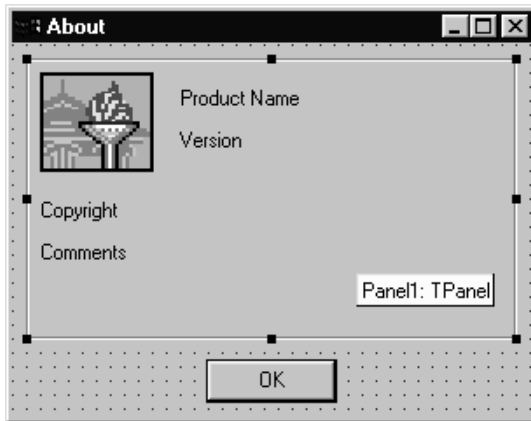 About
Product Name
Version
Copyright
Comments
Panel1: TPanel
OK